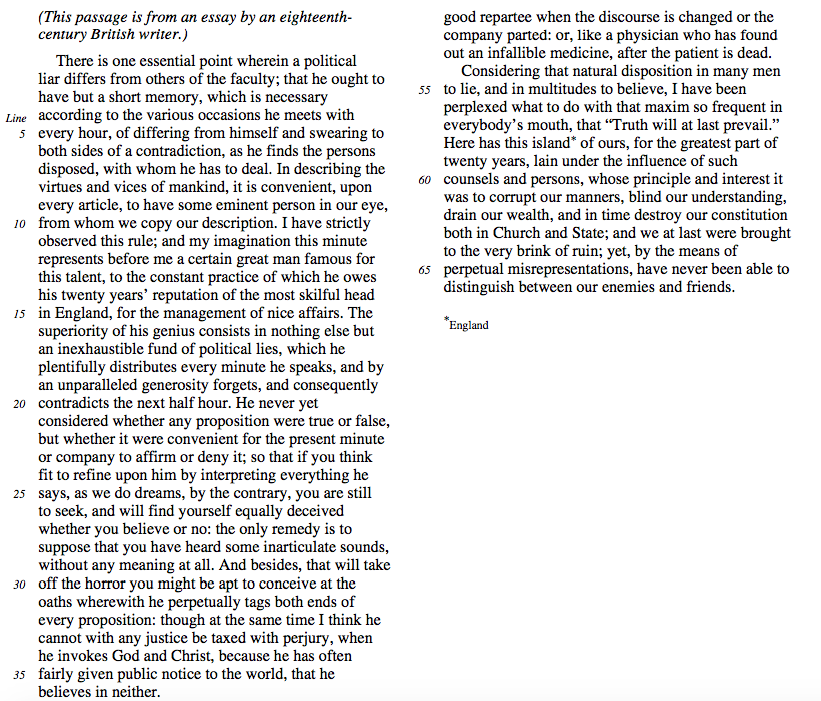 (This passage is from an essay by an eighteenth-
century British writer.)
There is one essential point wherein a political
liar differs from others of the faculty; that he ought to
have but a short memory, which is necessary
Line according to the various occasions he meets with
5 every hour, of differing from himself and swearing to
both sides of a contradiction, as he finds the persons
disposed, with whom he has to deal. In describing the
virtues and vices of mankind, it is convenient, upon
every article, to have some eminent person in our eye,
10 from whom we copy our description. I have strictly
observed this rule; and my imagination this minute
represents before me a certain great man famous for
this talent, to the constant practice of which he owes
his twenty years' reputation of the most skilful head
15 in England, for the management of nice affairs. The
superiority of his genius consists in nothing else but
an inexhaustible fund of political lies, which he
plentifully distributes every minute he speaks, and by
an unparalleled generosity forgets, and consequently
20 contradicts the next half hour. He never yet
considered whether any proposition were true or false,
but whether it were convenient for the present minute
or company to affirm or deny it; so that if you think
fit to refine upon him by interpreting everything he
25 says, as we do dreams, by the contrary, you are still
to seek, and will find yourself equally deceived
whether you believe or no: the only remedy is to
suppose that you have heard some inarticulate sounds,
without any meaning at all. And besides, that will take
30 off the horror you might be apt to conceive at the
oaths wherewith he perpetually tags both ends of
every proposition: though at the same time I think he
cannot with any justice be taxed with perjury, when
he invokes God and Christ, because he has often
35 fairly given public notice to the world, that he
believes in neither.
good repartee when the discourse is changed or the
company parted: or, like a physician who has found
out an infallible medicine, after the patient is dead.
Considering that natural disposition in many men
55 to lie, and in multitudes to believe, I have been
perplexed what to do with that maxim so frequent in
everybody's mouth, that “Truth will at last prevail.”
Here has this island* of ours, for the greatest part of
twenty years, lain under the influence of such
60 counsels and persons, whose principle and interest it
was to corrupt our manners, blind our understanding,
drain our wealth, and in time destroy our constitution
both in Church and State; and we at last were brought
to the very brink of ruin; yet, by the means of
65 perpetual misrepresentations, have never been able to
distinguish between our enemies and friends.
*England